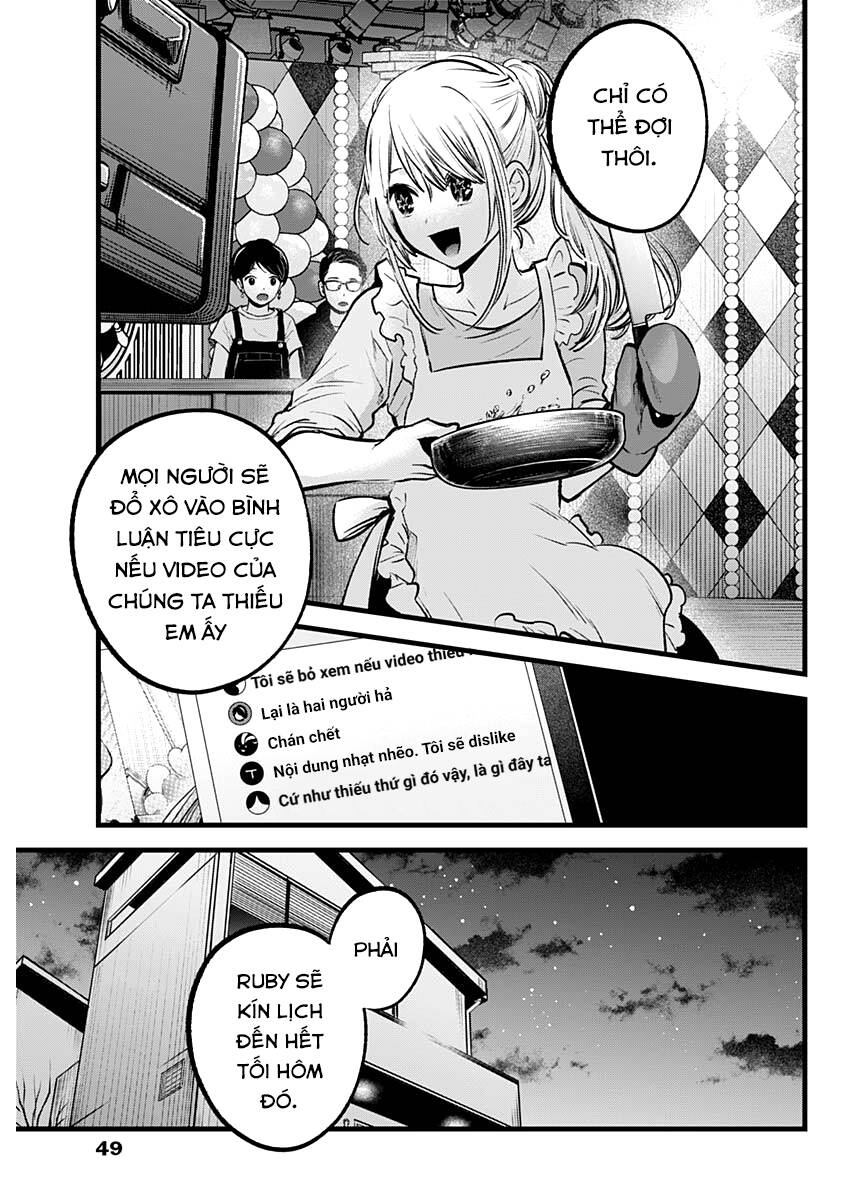 CHỈ CÓ
THỂ ĐỢI
THÔI.
MỌI NGƯỜI SẼ
ĐỔ XÔ VÀO BÌNH
LUẬN TIÊU CỰC
NẾU VIDEO CỦA
CHÚNG TA THIẾU
EM ẤY
Tôi sẽ bỏ xem nếu video thiếu
Lại là hai người hả
Chán chết
Nội dung nhạt nhẽo. Tôi sẽ dislike
Cứ như thiếu thứ gì đó vậy, là gì đây ta
PHẢI
RUBY SẼ
KÍN LỊCH
ĐẾN HẾT
TỐI HÔM
ĐÓ.
49